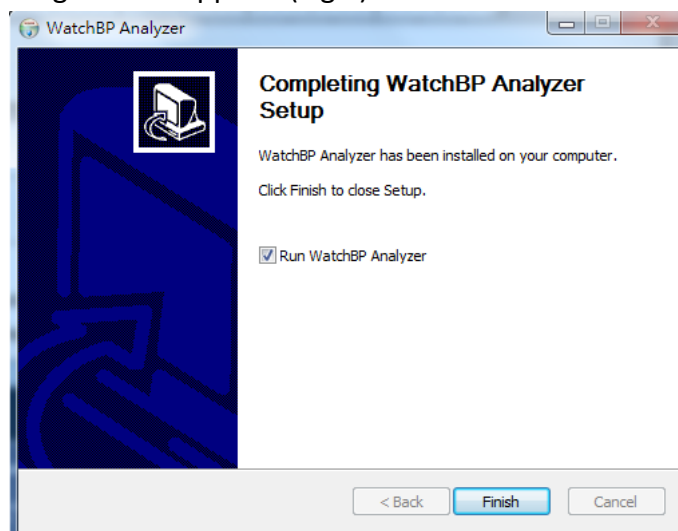 WatchBP Analyzer
Completing WatchBP Analyzer
Setup
WatchBP Analyzer has been installed on your computer.
Click Finish to close Setup.
Run WatchBP Analyzer
< Back
Finish
Cancel